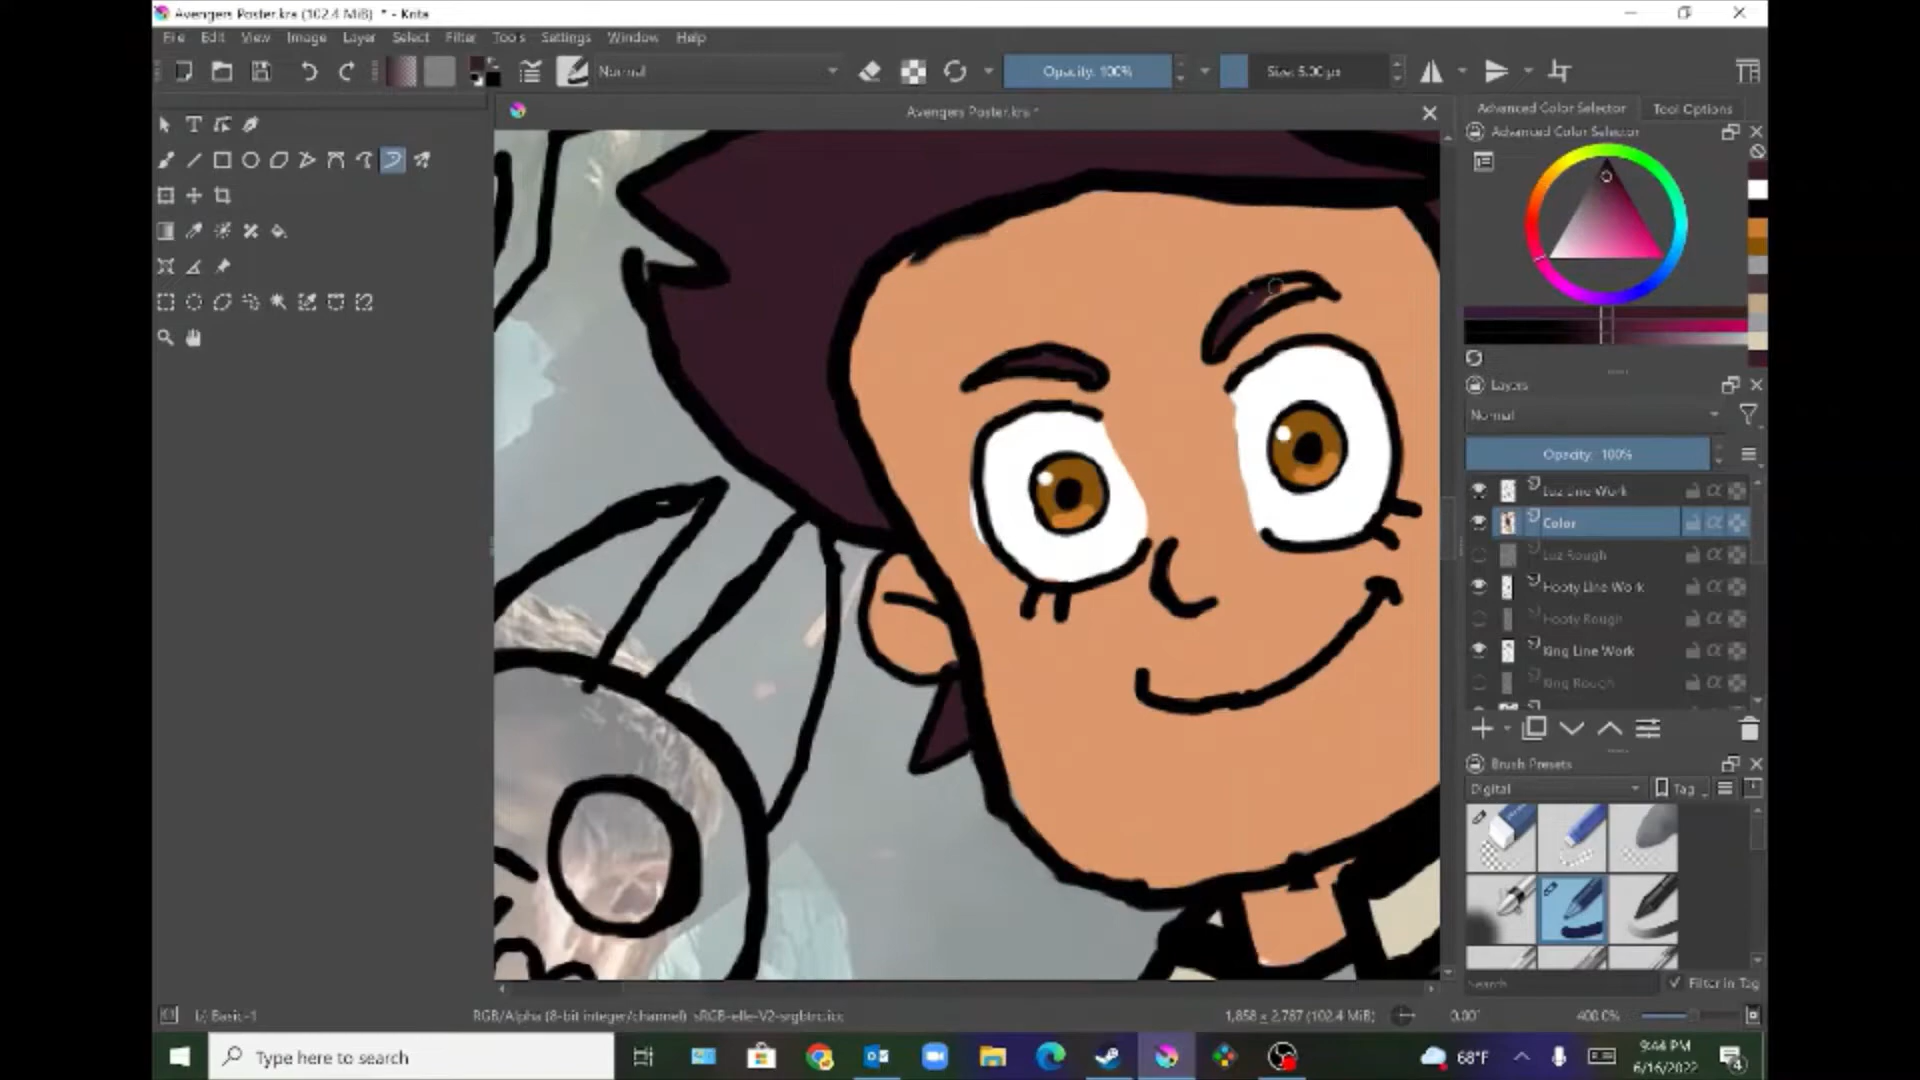 Avengers Poster.kra (102.4 MiB) * - Krita
File Edit View Image Layer Select Filter Tools Settings Window Help
Normal
Opacity: 100%
Size: 5.00 px
Avengers Poster.kra *
Advanced Color Selector
Tool Options
Advanced Color Selector
Layers
Normal
Opacity: 100%
Luz Line Work
Color
Luz Rough
Hooty Line Work
Hooty Rough
King Line Work
King Rough
Brush Presets
Digital
Tag
Search
Filter in Tag
b) Basic-1
RGB/Alpha (8-bit integer/channel) sRGB-elle-V2-srgbtrc.icc
1,858 x 2,787 (102.4 MiB)
0.00°
400.0%
Type here to search
68°F
9:44 PM
6/16/2022
4